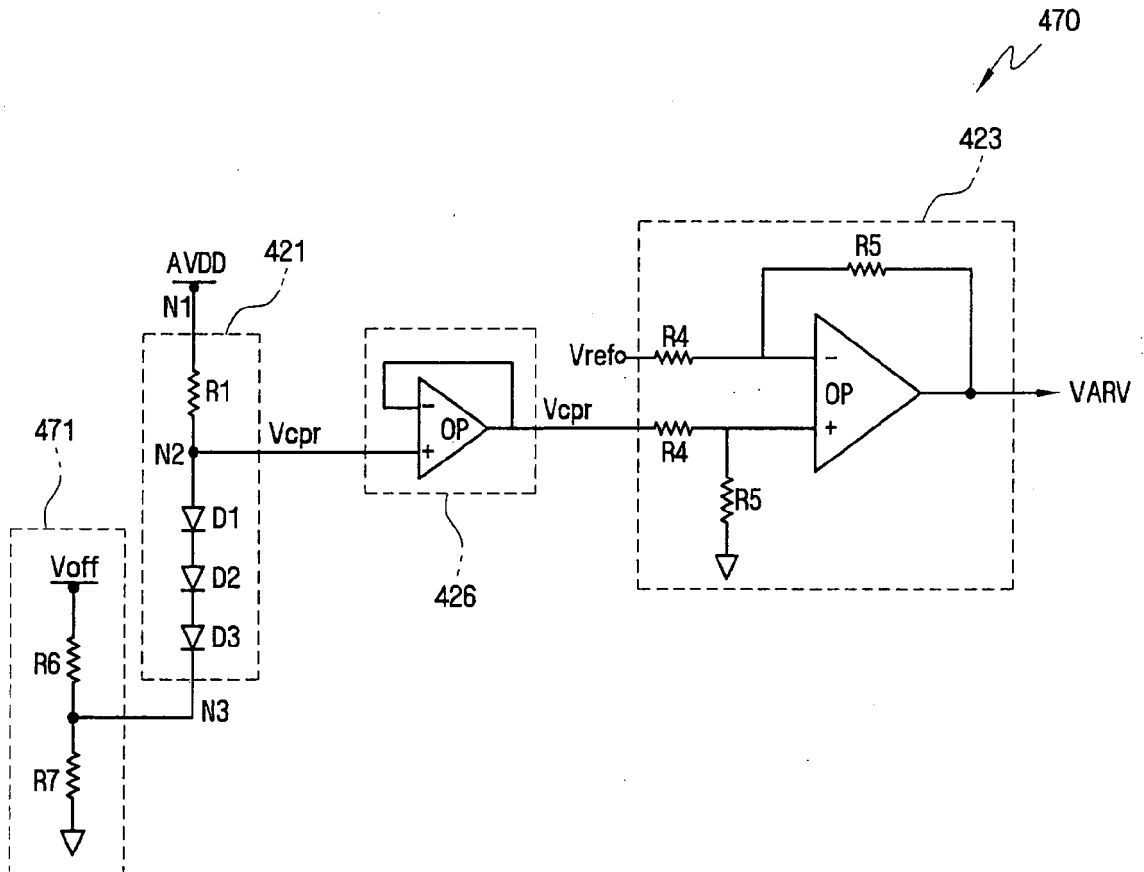 470
423
421
AVDD
N1
R1
N2
Vcpr
D1
D2
D3
N3
471
Voff
R6
R7
-
+
OP
426
Vcpr
Vref
R4
R4
R5
R5
-
+
OP
VARV